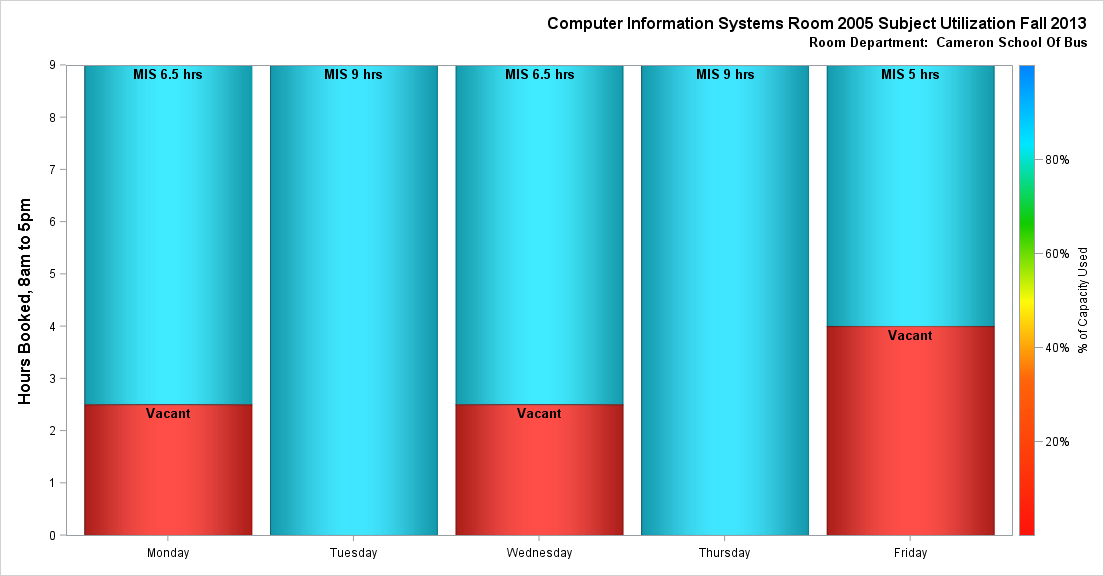 Computer Information Systems Room 2005 Subject Utilization Fall 2013
Room Department:  Cameron School Of Bus
Hours Booked, 8am to 5pm
9
8
7
6
5
4
3
2
1
0
MIS 6.5 hrs
MIS 9 hrs
MIS 6.5 hrs
MIS 9 hrs
MIS 5 hrs
Vacant
Vacant
Vacant
Monday
Tuesday
Wednesday
Thursday
Friday
80%
60%
40%
20%
% of Capacity Used